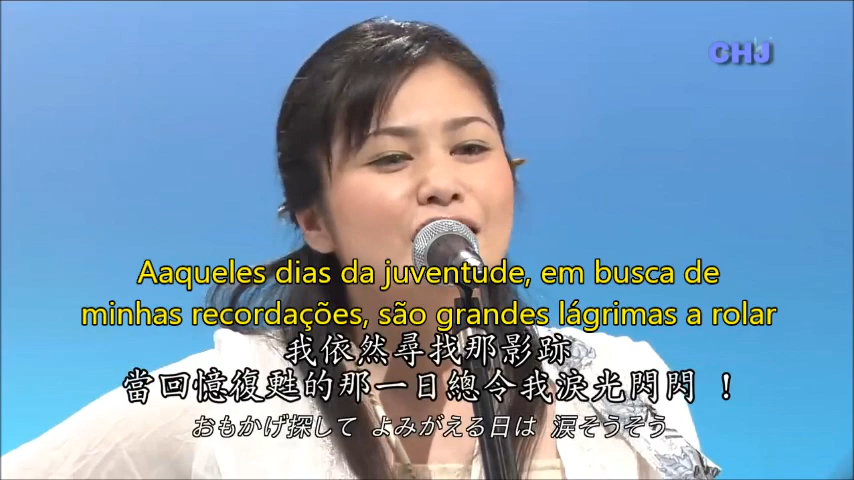 CHJ
Aaqueles dias da juventude, em busca de
minhas recordações, são grandes lágrimas a rolar
我依然尋找那影跡
當回憶復甦的那一日總令我淚光閃閃 ！
おもかげ探して よみがえる日は 涙そうそう